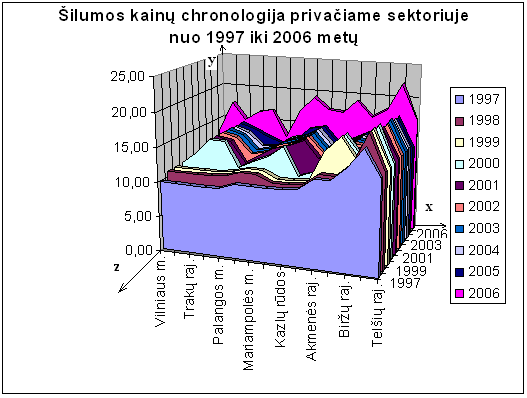 Šilumos kainų chronologija privačiame sektoriuje
nuo 1997 iki 2006 metų
y
25,00
20,00
15,00
10,00
5,00
0,00
z
x
Vilniaus m.
Trakų raj.
Palangos m.
Mariampolės m.
Kazlų rūdos
Akmenės raj.
Biržų raj.
Telšių raj.
1997
1999
2001
2003
2006
1997
1998
1999
2000
2001
2002
2003
2004
2005
2006